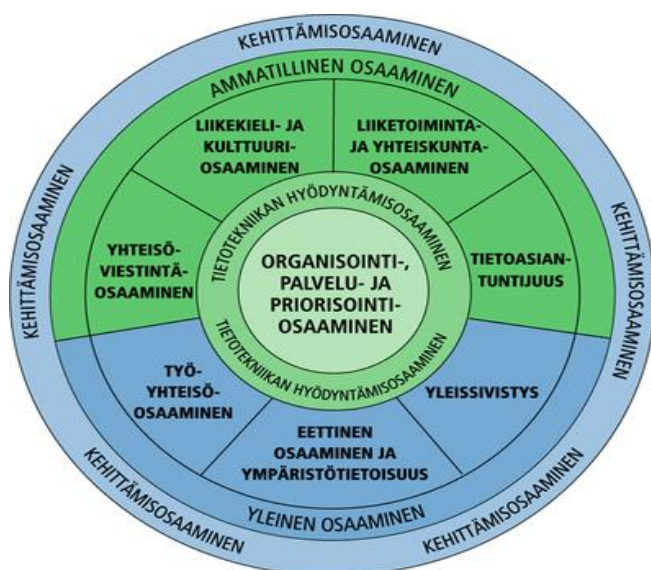 KEHITTÄMISOSAAMINEN
AMMATILLINEN OSAAMINEN
LIIKEKIELI- JA
KULTTUURI-
OSAAMINEN
LIIKETOIMINTA-
JA YHTEISKUNTA-
OSAAMINEN
KEHITTÄMISOSAAMINEN
KEHITTÄMISOSAAMINEN
TIETOTEKNIIKAN HYÖDYNTÄMISOSAAMINEN
YHTEISÖ-
VIESTINTÄ-
OSAAMINEN
ORGANISOINTI-,
PALVELU- JA
PRIORISOINTI-
OSAAMINEN
TIETOASIAN-
TUNTIJUUS
TIETOTEKNIIKAN HYÖDYNTÄMISOSAAMINEN
TYÖ-
YHTEISÖ-
OSAAMINEN
EETTINEN
OSAAMINEN JA
YMPÄRISTÖTIETOISUUS
YLEISSIVISTYS
YLEINEN OSAAMINEN
KEHITTÄMISOSAAMINEN
KEHITTÄMISOSAAMINEN